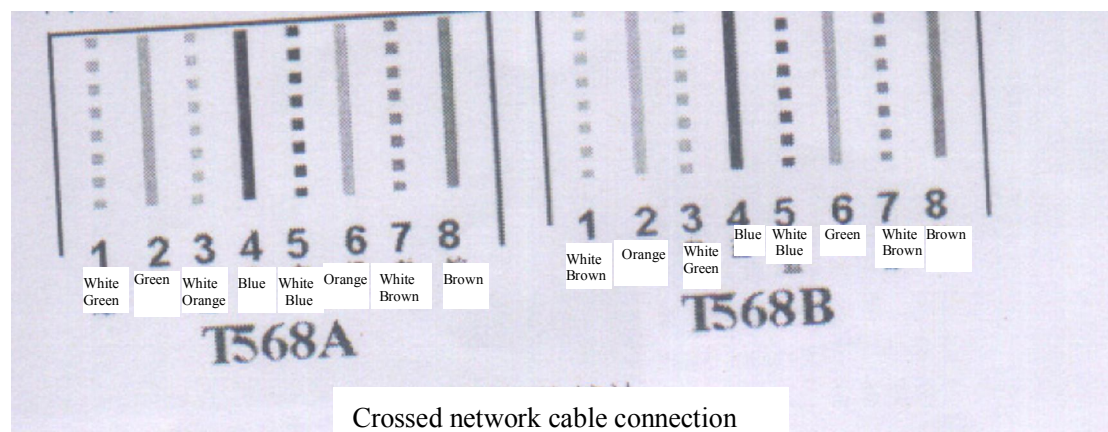 1 2 3 4 5 6 7 8
White Green
Green
White Orange
Blue
White Blue
Orange
White Brown
Brown
T568A
1 2 3 4 5 6 7 8
White Brown
Orange
White Green
Blue
White Blue
Green
White Brown
Brown
T568B
Crossed network cable connection